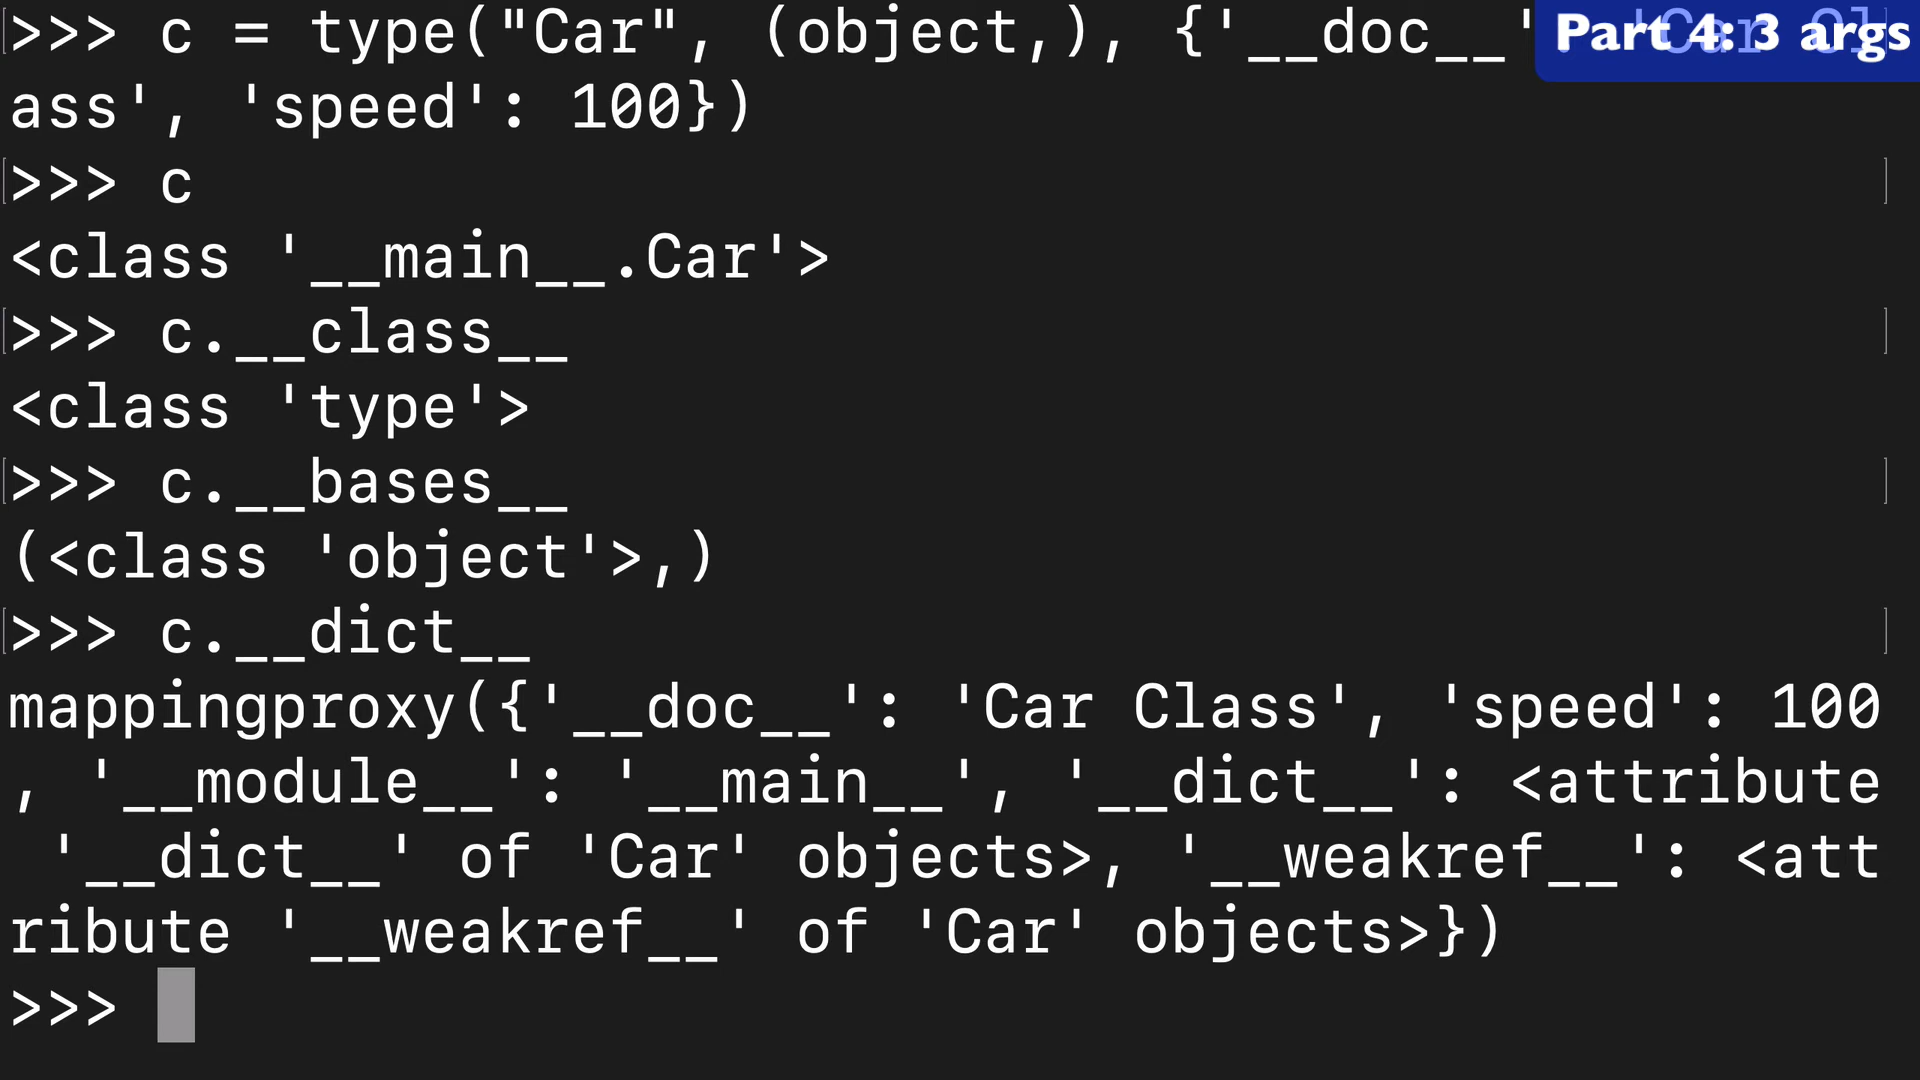 >>> c = type("Car", (object,), {'__doc__': 'Car Cl
Part 4: 3 args
ass', 'speed': 100})
>>> c
<class '__main__.Car'>
>>> c.__class__
<class 'type'>
>>> c.__bases__
(<class 'object'>,)
>>> c.__dict__
mappingproxy({'__doc__': 'Car Class', 'speed': 100
, '__module__': '__main__', '__dict__': <attribute
 '__dict__' of 'Car' objects>, '__weakref__': <att
ribute '__weakref__' of 'Car' objects>})
>>>